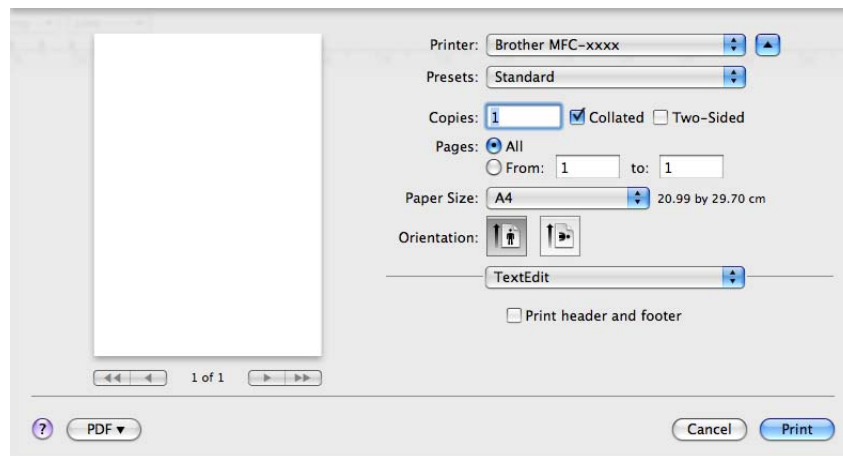 Printer: Brother MFC-xxxx
Presets: Standard
Copies: 1 Collated Two-Sided
Pages: All
From: 1 to: 1
Paper Size: A4 20.99 by 29.70 cm
Orientation:
TextEdit
Print header and footer
1 of 1
? PDF Cancel Print